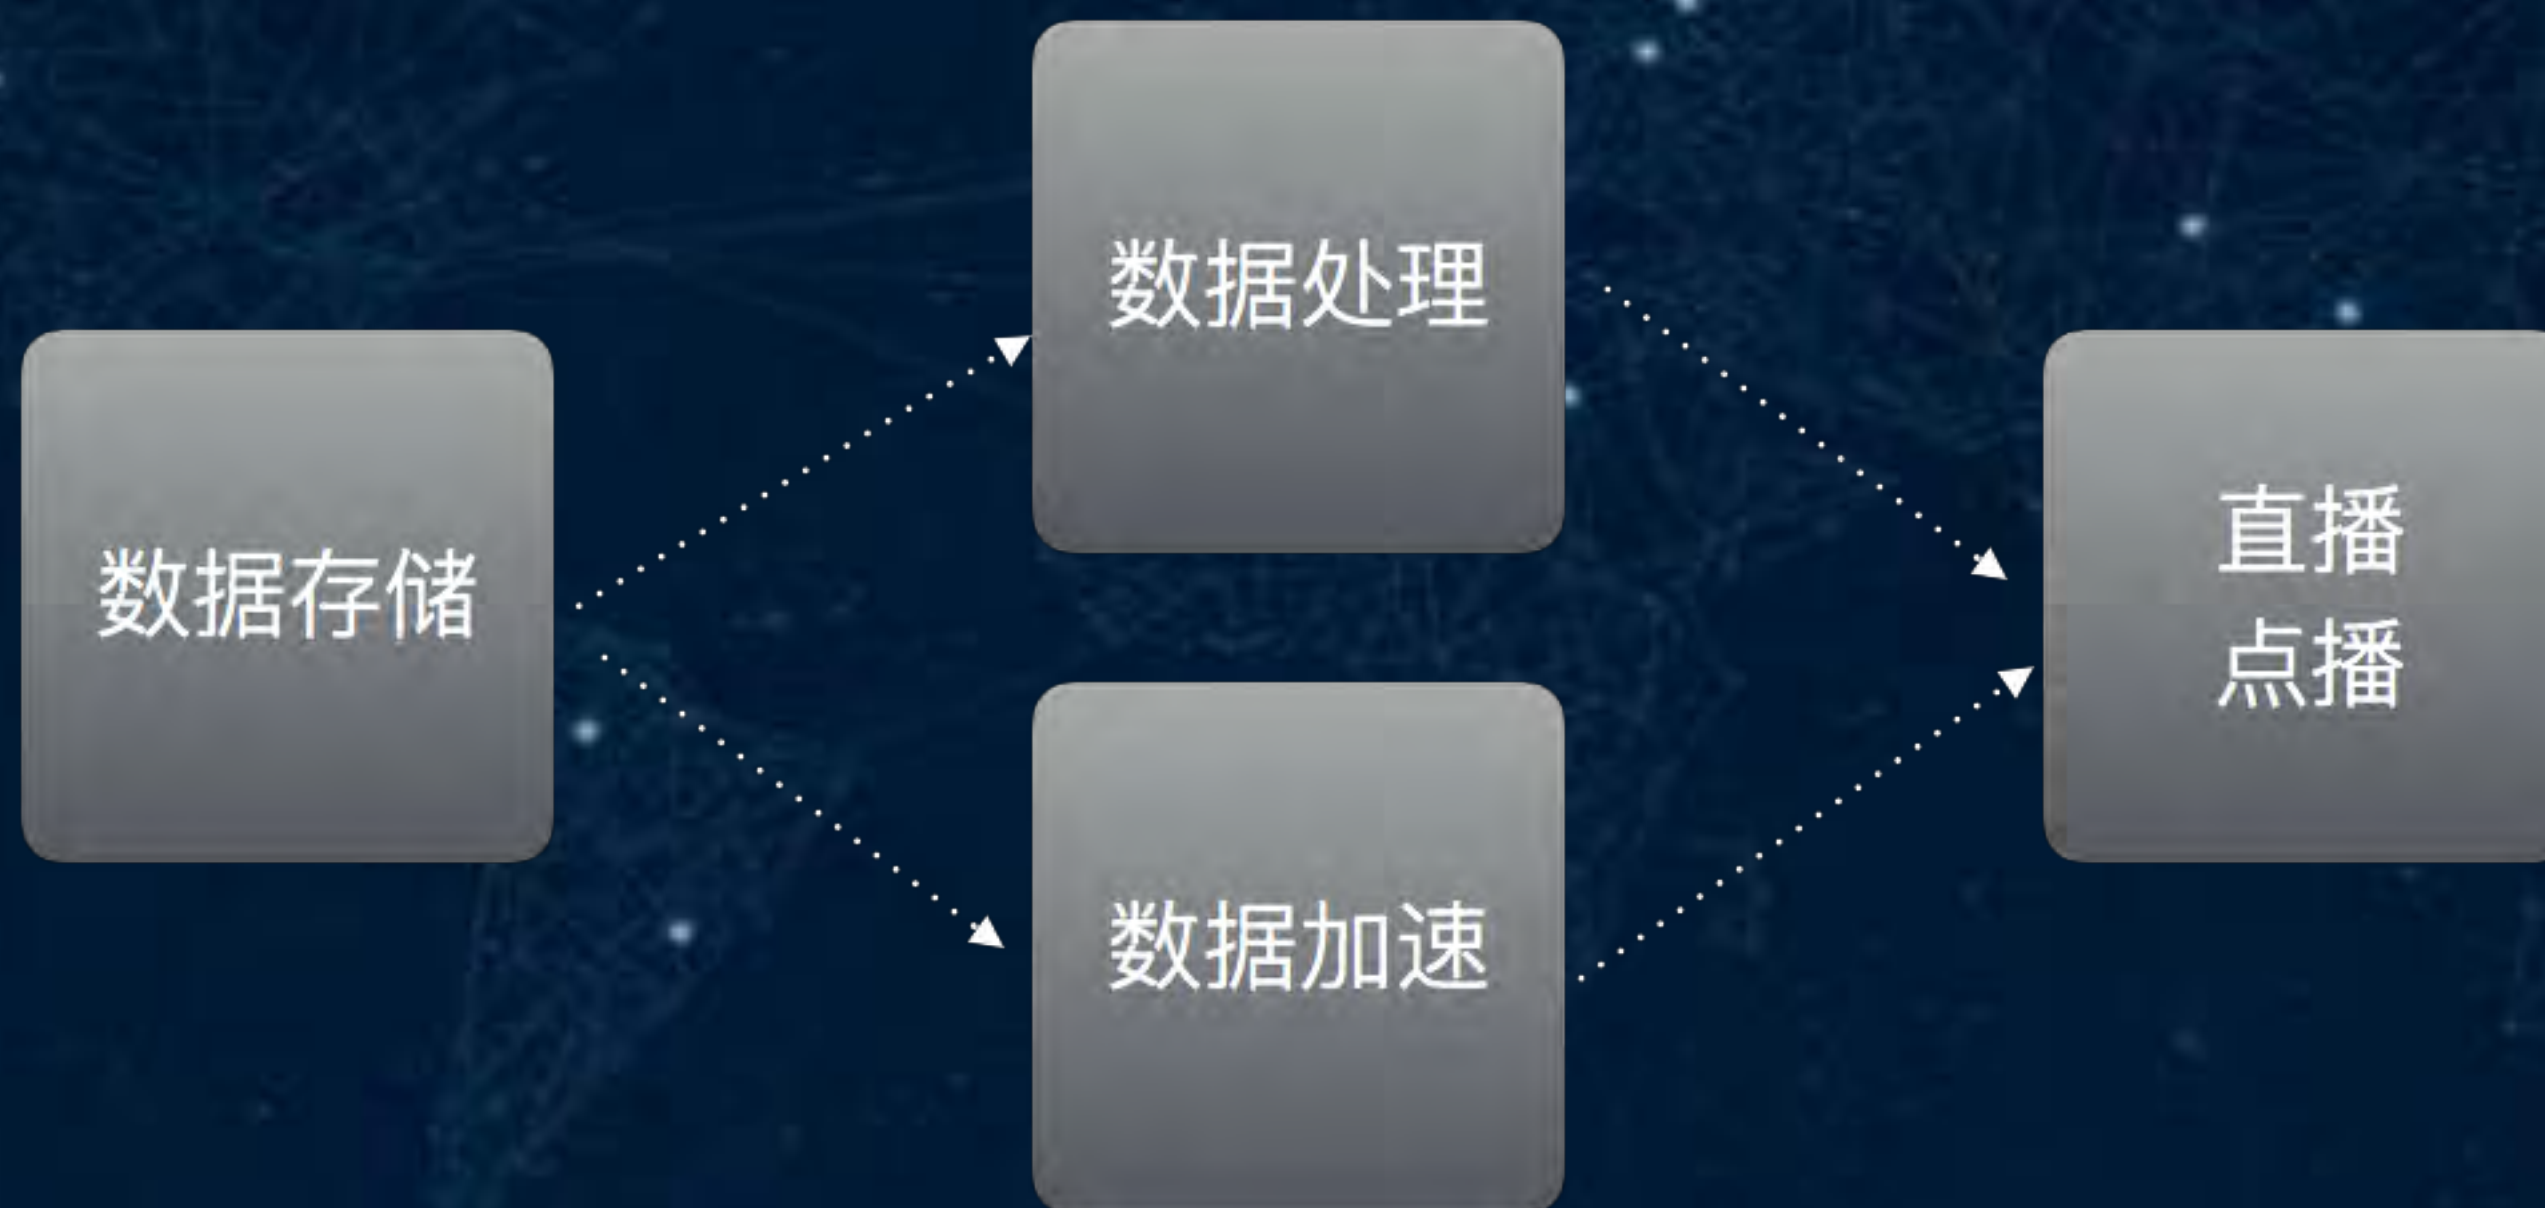 数据处理
数据存储
直播
点播
数据加速